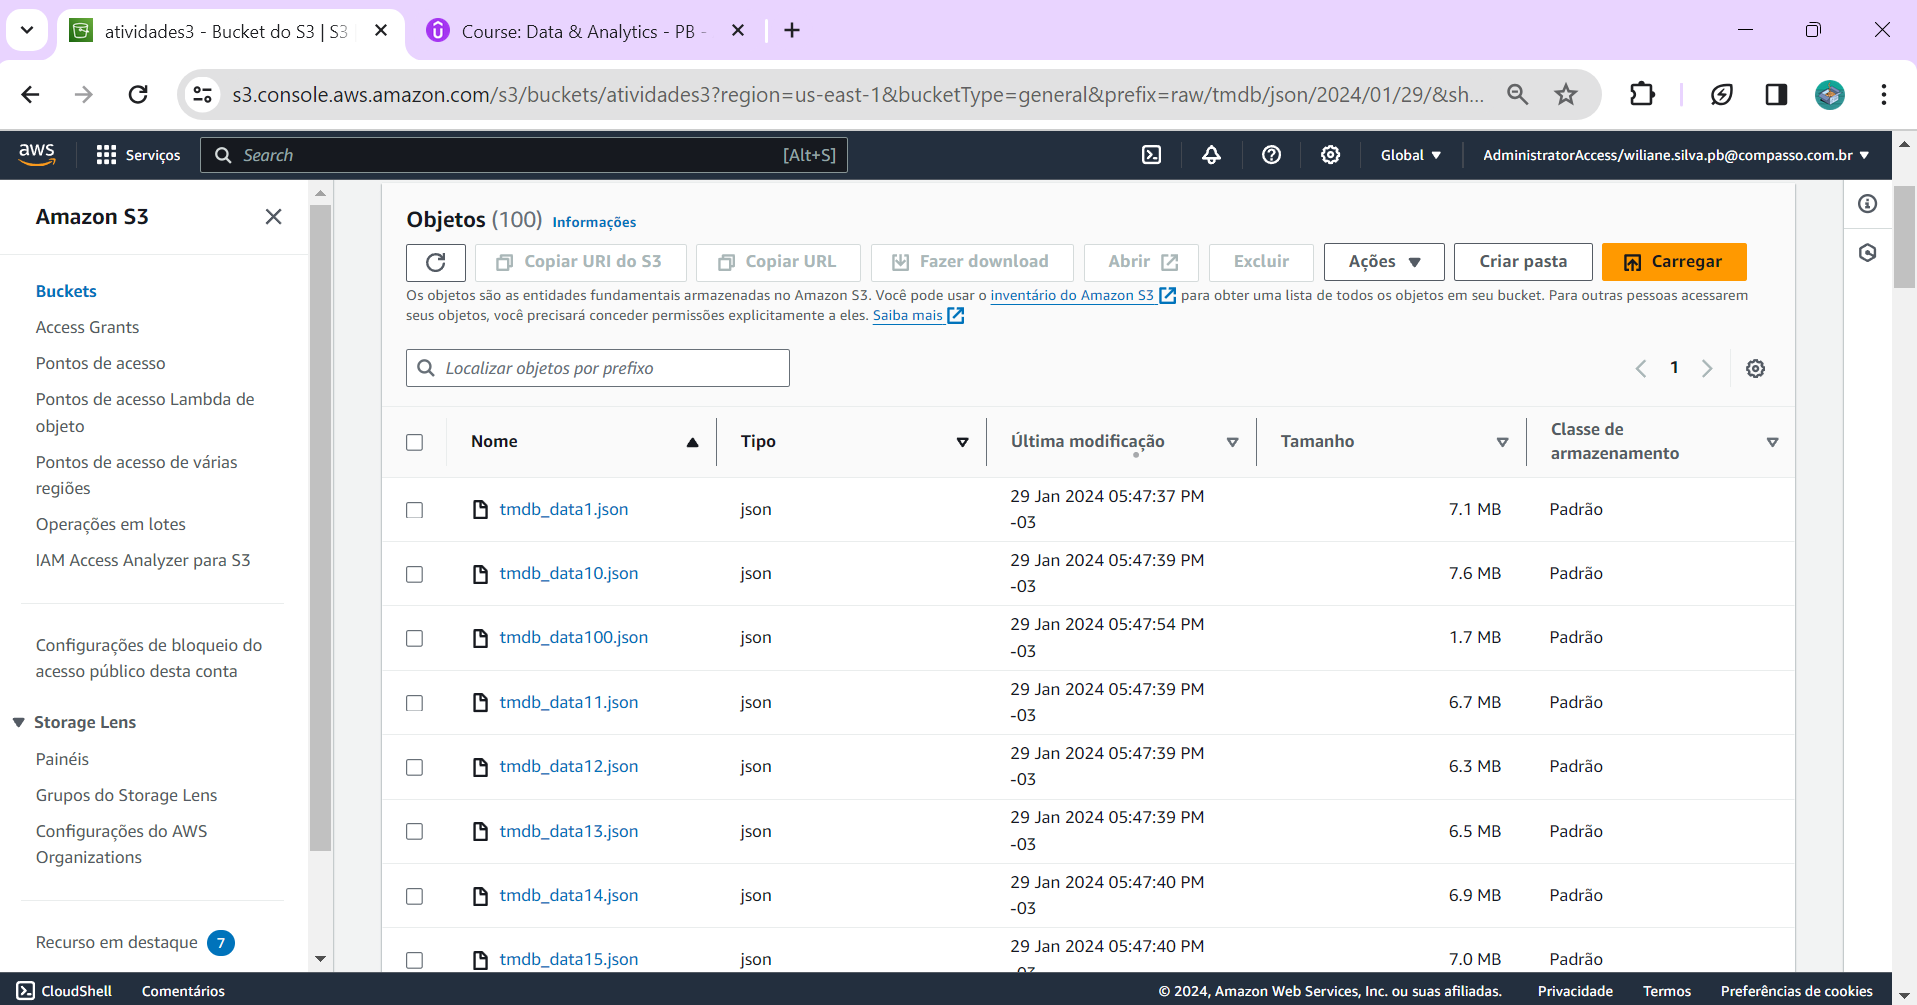 atividades3 - Bucket do S3 | S3
Course: Data & Analytics - PB -
s3.console.aws.amazon.com/s3/buckets/atividades3?region=us-east-1&bucketType=general&prefix=raw/tmdb/json/2024/01/29/&sh...
aws
Serviços
Search
[Alt+S]
Global
AdministratorAccess/wiliane.silva.pb@compasso.com.br
Amazon S3
Buckets
Access Grants
Pontos de acesso
Pontos de acesso Lambda de
objeto
Pontos de acesso de várias
regiões
Operações em lotes
IAM Access Analyzer para S3
Configurações de bloqueio do
acesso público desta conta
Storage Lens
Painéis
Grupos do Storage Lens
Configurações do AWS
Organizations
Recurso em destaque 7
Objetos (100) Informações
Copiar URI do S3
Copiar URL
Fazer download
Abrir
Excluir
Ações
Criar pasta
Carregar
Os objetos são as entidades fundamentais armazenadas no Amazon S3. Você pode usar o inventário do Amazon S3 para obter uma lista de todos os objetos em seu bucket. Para outras pessoas acessarem
seus objetos, você precisará conceder permissões explicitamente a eles. Saiba mais
Localizar objetos por prefixo
1
Nome
Tipo
Última modificação
Tamanho
Classe de
armazenamento
tmdb_data1.json json 29 Jan 2024 05:47:37 PM 7.1 MB Padrão
-03
tmdb_data10.json json 29 Jan 2024 05:47:39 PM 7.6 MB Padrão
-03
tmdb_data100.json json 29 Jan 2024 05:47:54 PM 1.7 MB Padrão
-03
tmdb_data11.json json 29 Jan 2024 05:47:39 PM 6.7 MB Padrão
-03
tmdb_data12.json json 29 Jan 2024 05:47:39 PM 6.3 MB Padrão
-03
tmdb_data13.json json 29 Jan 2024 05:47:39 PM 6.5 MB Padrão
-03
tmdb_data14.json json 29 Jan 2024 05:47:40 PM 6.9 MB Padrão
-03
tmdb_data15.json json 29 Jan 2024 05:47:40 PM 7.0 MB Padrão
CloudShell
Comentários
© 2024, Amazon Web Services, Inc. ou suas afiliadas.
Privacidade
Termos
Preferências de cookies